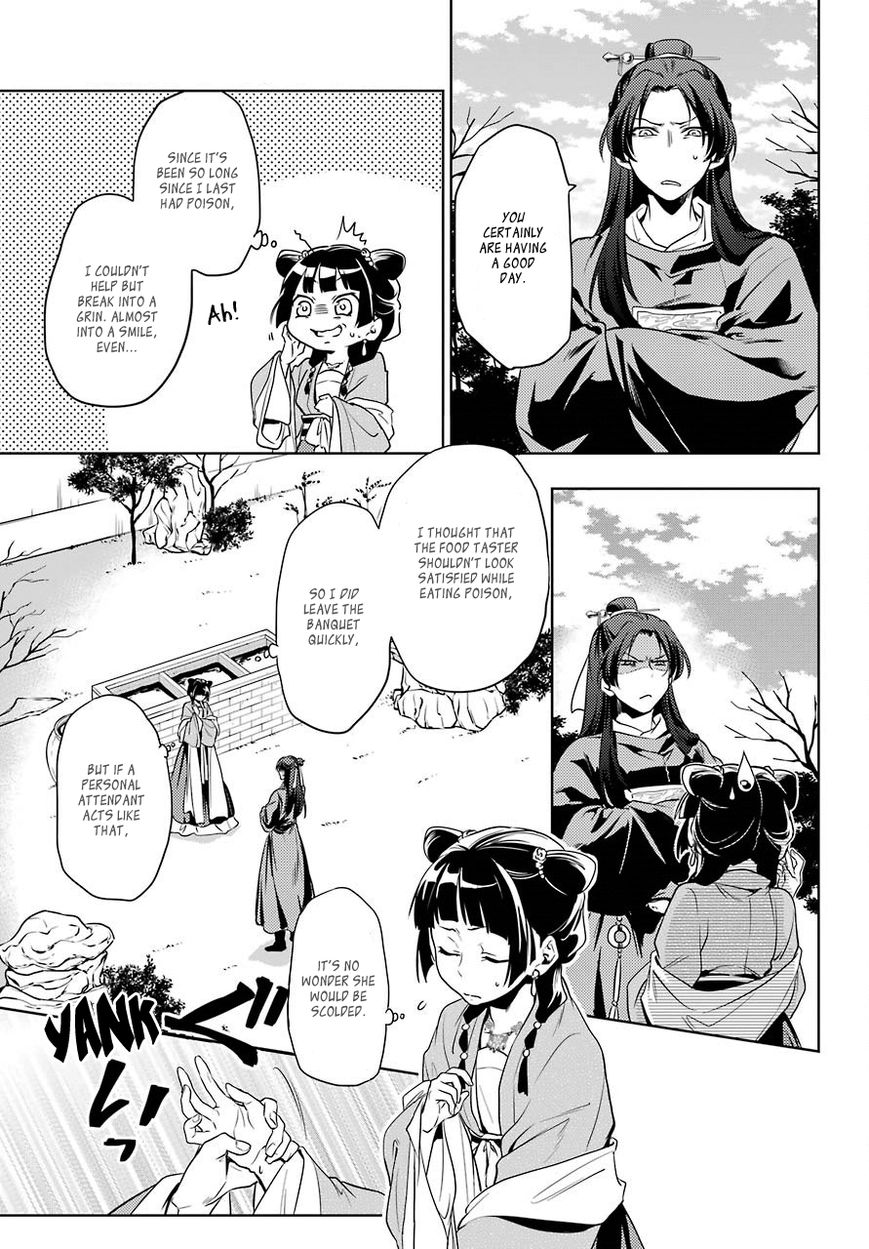 YOU
CERTAINLY
ARE HAVING
A GOOD
DAY.
SINCE IT'S
BEEN SO LONG
SINCE I LAST
HAD POISON,
I COULDN'T
HELP BUT
BREAK INTO A
GRIN. ALMOST
INTO A SMILE,
EVEN...
Ah!
I THOUGHT THAT
THE FOOD TASTER
SHOULDN'T LOOK
SATISFIED WHILE
EATING POISON,
SO I DID
LEAVE THE
BANQUET
QUICKLY,
BUT IF A
PERSONAL
ATTENDANT
ACTS LIKE
THAT,
IT'S NO
WONDER SHE
WOULD BE
SCOLDED.
YANK
ぐいっ